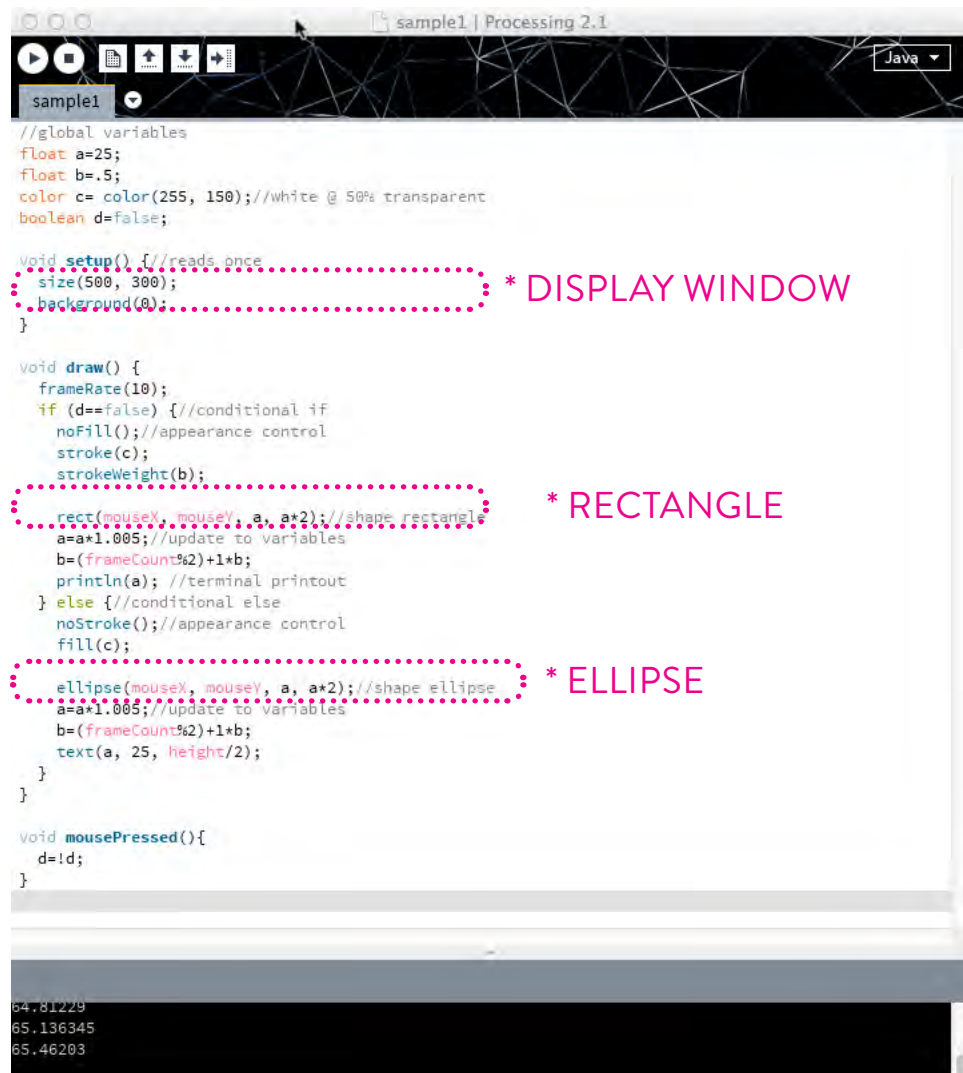 sample1 | Processing 2.1
Java
sample1
//global variables
float a=25;
float b=.5;
color c= color(255, 150);//white @ 50% transparent
boolean d=false;
void setup() {//reads once
size(500, 300);
* DISPLAY WINDOW
background(0);
}
void draw() {
frameRate(10);
if (d==false) {//conditional if
noFill();//appearance control
stroke(c);
strokeWeight(b);
rect(mouseX, mouseY, a, a*2);//shape rectangle
* RECTANGLE
a=a*1.005;//update to variables
b=(frameCount%2)+1*b;
println(a); //terminal printout
} else {//conditional else
noStroke();//appearance control
fill(c);
ellipse(mouseX, mouseY, a, a*2);//shape ellipse
* ELLIPSE
a=a*1.005;//update to variables
b=(frameCount%2)+1*b;
text(a, 25, height/2);
}
}
void mousePressed(){
d=!d;
}
64.81229
65.136345
65.46203